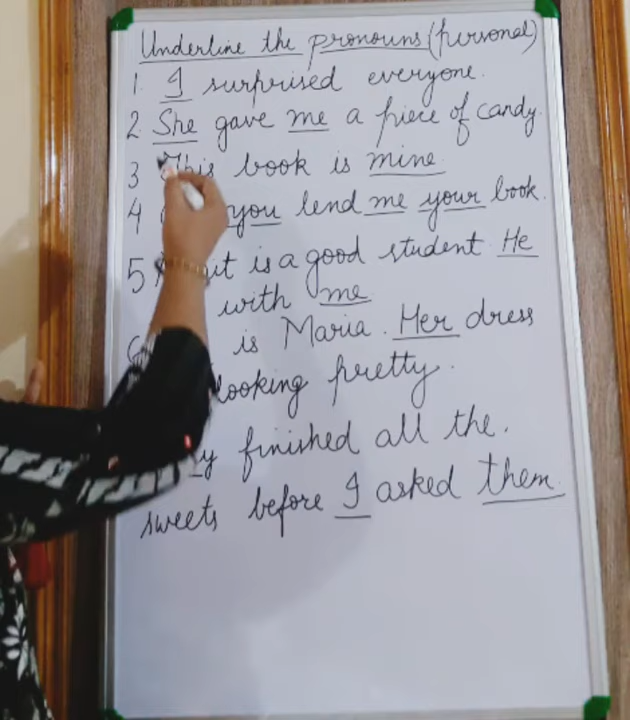 Underline the pronouns (personal)
1. I surprised everyone.
2 She gave me a piece of candy.
3 This book is mine.
4 you lend me your book.
5 is a good student. He
with me
is Maria. Her dress
looking pretty.
finished all the.
sweets before I asked them.